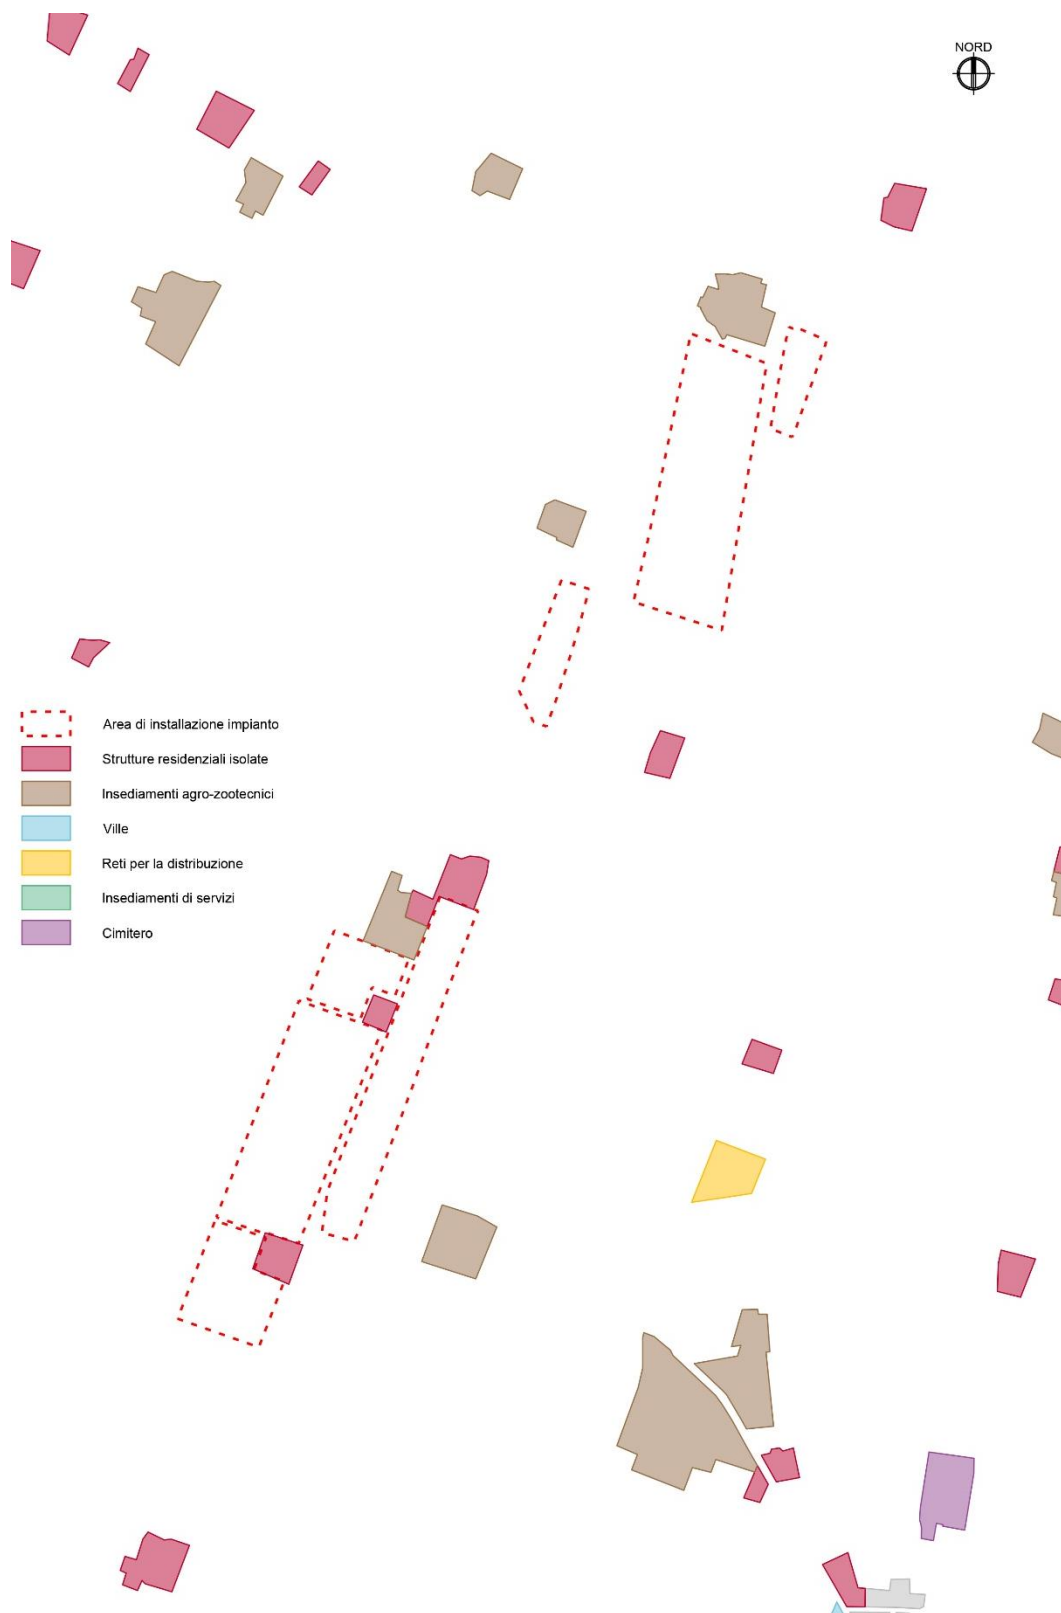 NORD
Area di installazione impianto
Strutture residenziali isolate
Insediamenti agro-zootecnici
Ville
Reti per la distribuzione
Insediamenti di servizi
Cimitero